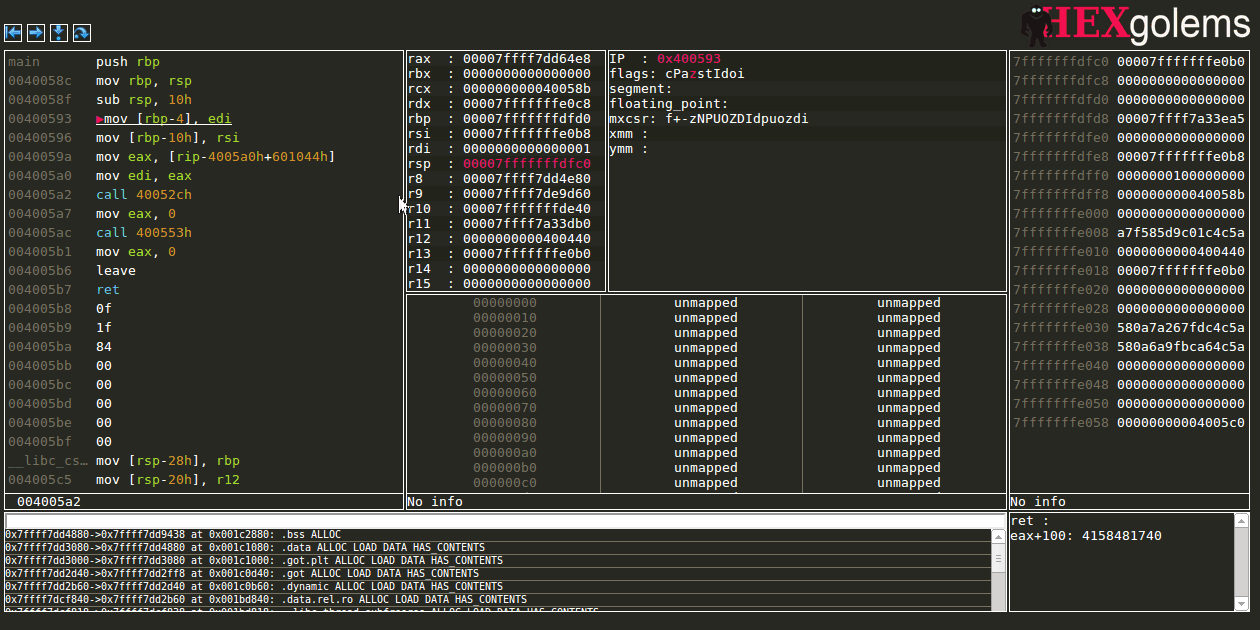 HEXgolems
main push rbp
0040058c mov rbp, rsp
0040058f sub rsp, 10h
00400593 mov [rbp-4], edi
00400596 mov [rbp-10h], rsi
0040059a mov eax, [rip-4005a0h+601044h]
004005a0 mov edi, eax
004005a2 call 40052ch
004005a7 mov eax, 0
004005ac call 400553h
004005b1 mov eax, 0
004005b6 leave
004005b7 ret
004005b8 0f
004005b9 1f
004005ba 84
004005bb 00
004005bc 00
004005bd 00
004005be 00
004005bf 00
__libc_cs… mov [rsp-28h], rbp
004005c5 mov [rsp-20h], r12
004005a2
rax : 00007ffff7dd64e8
rbx : 0000000000000000
rcx : 000000000040058b
rdx : 00007fffffffe0c8
rbp : 00007fffffffdfd0
rsi : 00007fffffffe0b8
rdi : 0000000000000001
rsp : 00007fffffffdfc0
r8 : 00007ffff7dd4e80
r9 : 00007ffff7de9d60
r10 : 00007fffffffde40
r11 : 00007ffff7a33db0
r12 : 0000000000400440
r13 : 00007fffffffe0b0
r14 : 0000000000000000
r15 : 0000000000000000
IP : 0x400593
flags: cPazstIdoi
segment:
floating_point:
mxcsr: f+-zNPUOZDIdpuozdi
xmm :
ymm :
00000000 unmapped unmapped
00000010 unmapped unmapped
00000020 unmapped unmapped
00000030 unmapped unmapped
00000040 unmapped unmapped
00000050 unmapped unmapped
00000060 unmapped unmapped
00000070 unmapped unmapped
00000080 unmapped unmapped
00000090 unmapped unmapped
000000a0 unmapped unmapped
000000b0 unmapped unmapped
000000c0 unmapped unmapped
No info
7fffffffdfc0 00007fffffffe0b0
7fffffffdfc8 0000000000000000
7fffffffdfd0 0000000000000000
7fffffffdfd8 00007ffff7a33ea5
7fffffffdfe0 0000000000000000
7fffffffdfe8 00007fffffffe0b8
7fffffffdff0 0000000100000000
7fffffffdff8 000000000040058b
7fffffffe000 0000000000000000
7fffffffe008 a7f585d9c01c4c5a
7fffffffe010 0000000000400440
7fffffffe018 00007fffffffe0b0
7fffffffe020 0000000000000000
7fffffffe028 0000000000000000
7fffffffe030 580a7a267fdc4c5a
7fffffffe038 580a6a9fbca64c5a
7fffffffe040 0000000000000000
7fffffffe048 0000000000000000
7fffffffe050 0000000000000000
7fffffffe058 00000000004005c0
No info
0x7ffff7dd4880->0x7ffff7dd9438 at 0x001c2880: .bss ALLOC
0x7ffff7dd3080->0x7ffff7dd4880 at 0x001c1080: .data ALLOC LOAD DATA HAS_CONTENTS
0x7ffff7dd3000->0x7ffff7dd3080 at 0x001c1000: .got.plt ALLOC LOAD DATA HAS_CONTENTS
0x7ffff7dd2d40->0x7ffff7dd2ff8 at 0x001c0d40: .got ALLOC LOAD DATA HAS_CONTENTS
0x7ffff7dd2b60->0x7ffff7dd2d40 at 0x001c0b60: .dynamic ALLOC LOAD DATA HAS_CONTENTS
0x7ffff7dcf840->0x7ffff7dd2b60 at 0x001bd840: .data.rel.ro ALLOC LOAD DATA HAS_CONTENTS
ret :
eax+100: 4158481740